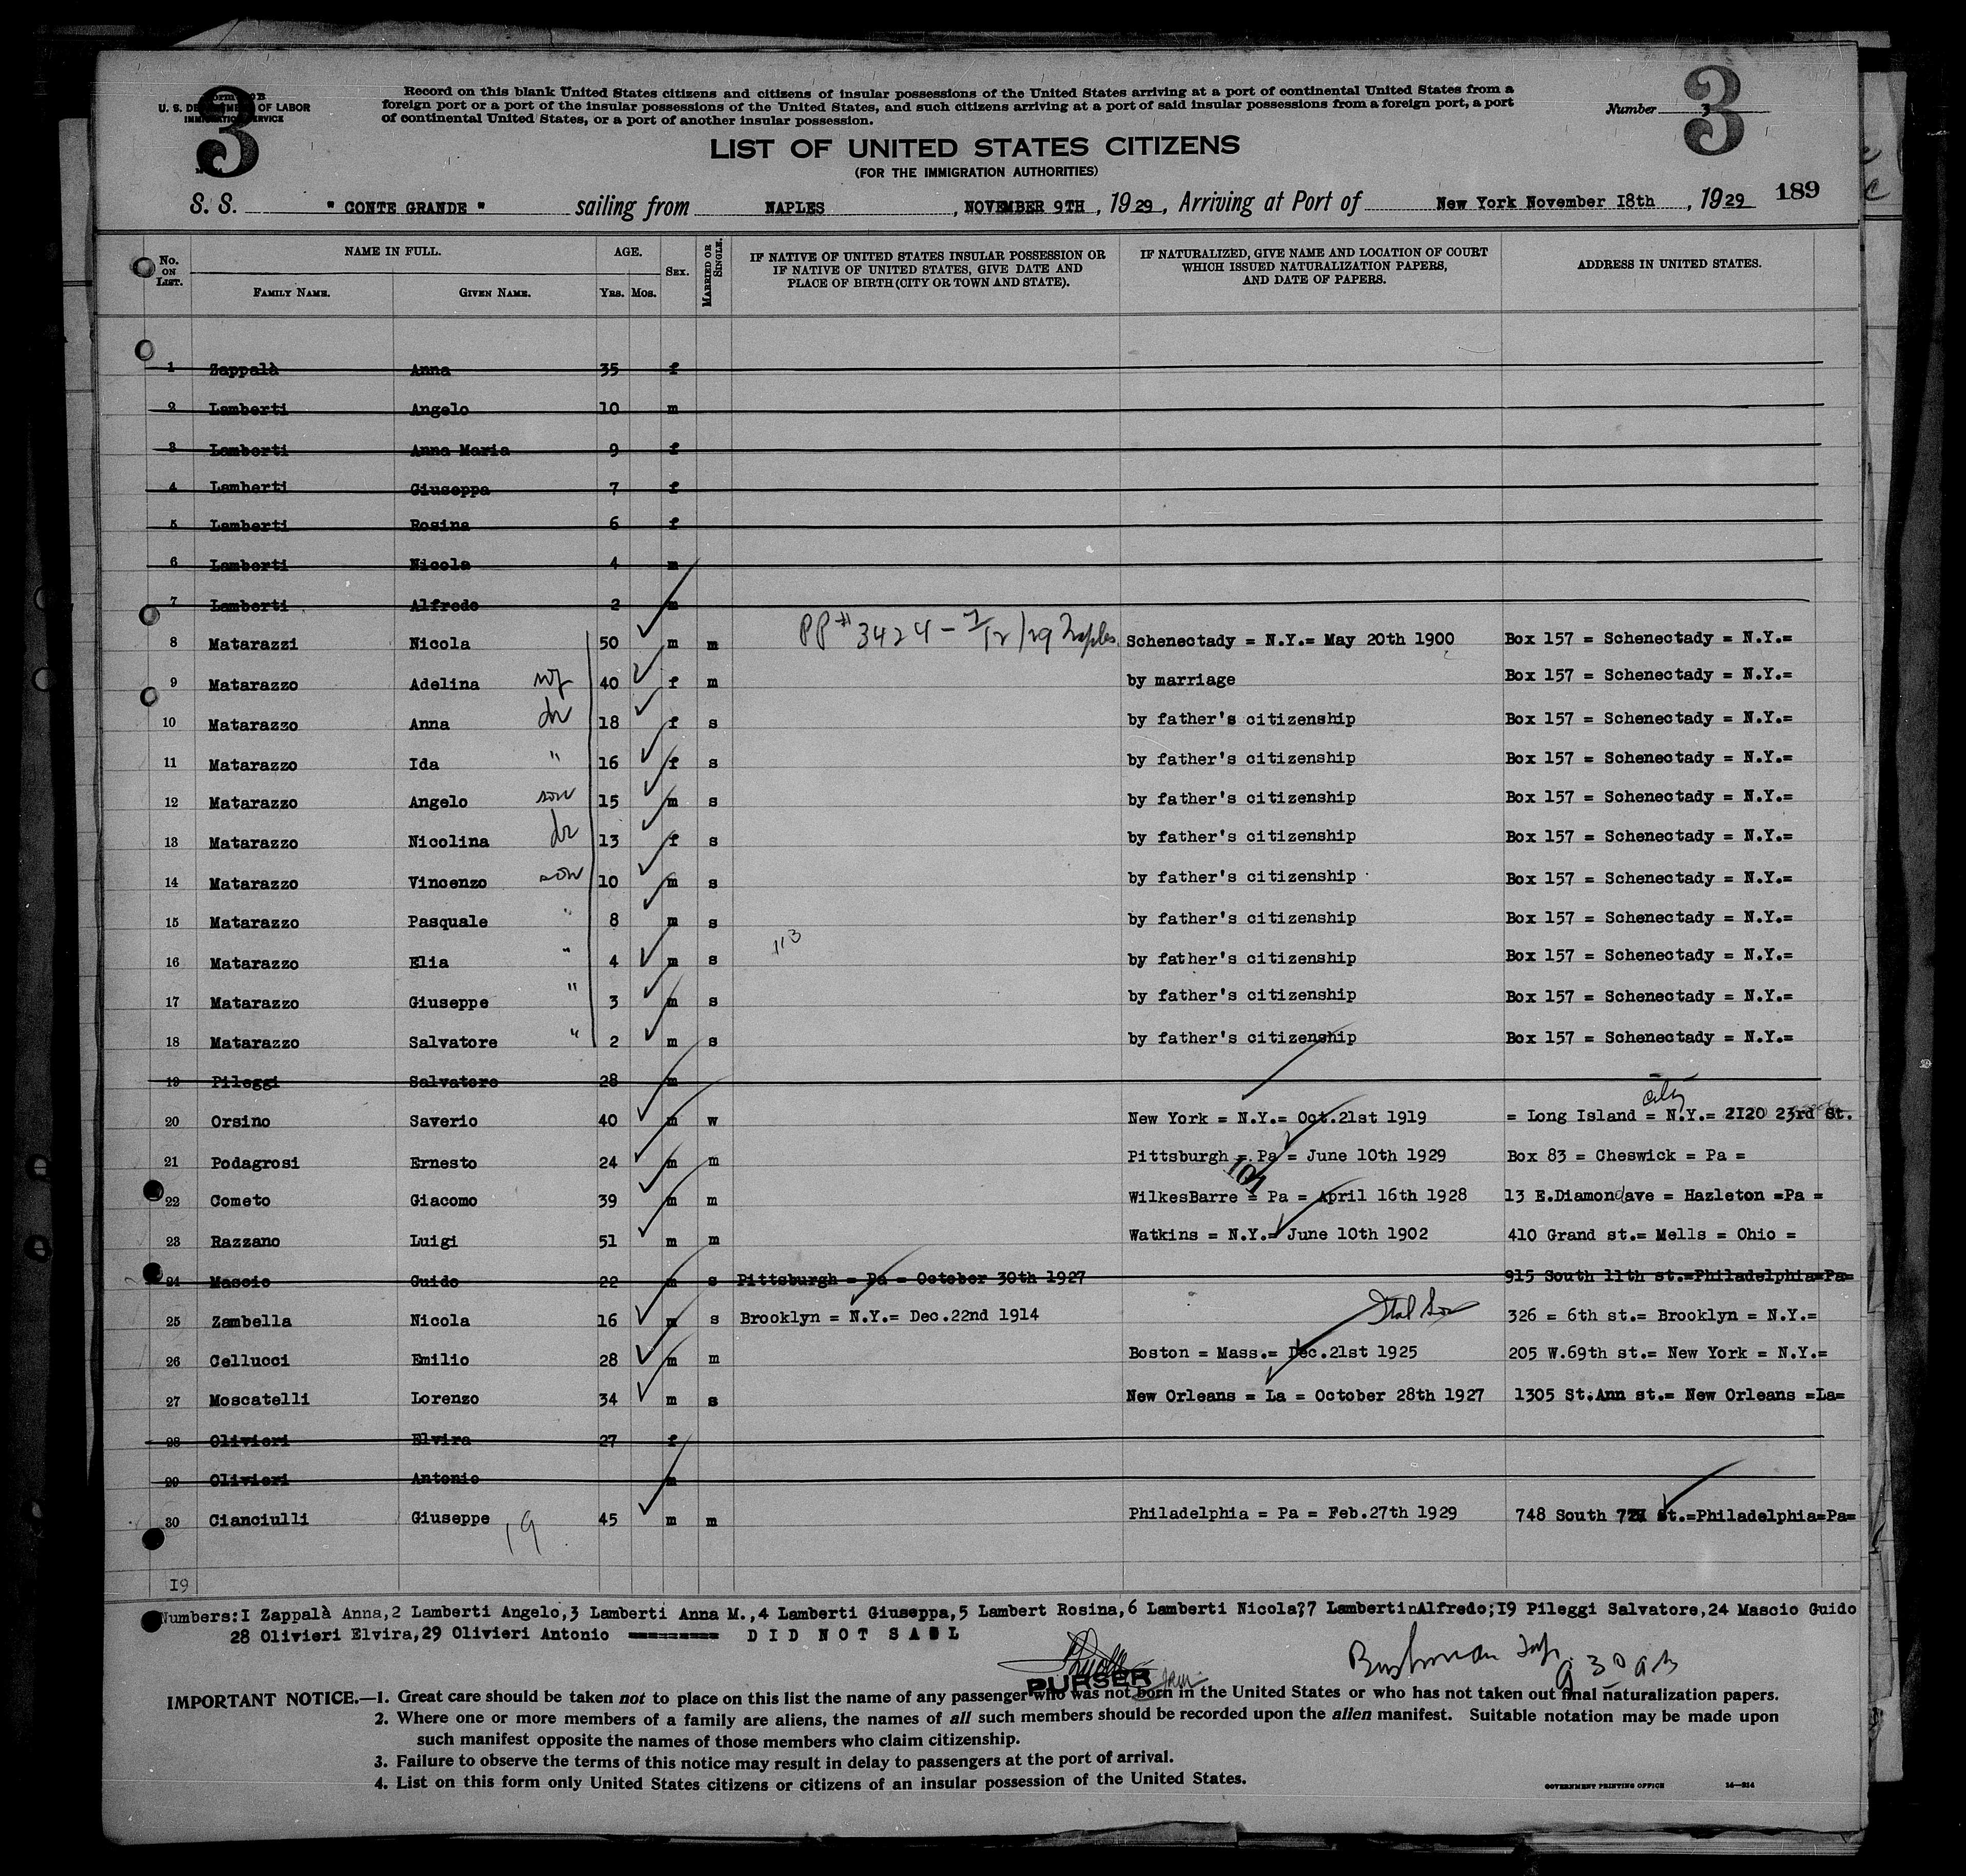 3
U. S. DEPARTMENT OF LABOR
IMMIGRATION SERVICE
Record on this blank United States citizens and citizens of insular possessions of the United States arriving at a port of continental United States from a
foreign port or a port of the insular possessions of the United States, and such citizens arriving at a port of said insular possessions from a foreign port, a port
of continental United States, or a port of another insular possession.
Number 3
3
LIST OF UNITED STATES CITIZENS
(FOR THE IMMIGRATION AUTHORITIES)
S. S. " CONTE GRANDE " sailing from NAPLES, NOVEMBER 9TH, 1929, Arriving at Port of New York November I8th, 1929 189
No. ON LIST. NAME IN FULL. AGE. SEX. MARRIED OR SINGLE. IF NATIVE OF UNITED STATES INSULAR POSSESSION OR IF NATIVE OF UNITED STATES, GIVE DATE AND PLACE OF BIRTH (CITY OR TOWN AND STATE). IF NATURALIZED, GIVE NAME AND LOCATION OF COURT WHICH ISSUED NATURALIZATION PAPERS, AND DATE OF PAPERS. ADDRESS IN UNITED STATES.
FAMILY NAME. GIVEN NAME. YRS. MOS.
1 Zappalà Anna 35 f
2 Lamberti Angelo 10 m
3 Lamberti Anna Maria 9 f
4 Lamberti Giuseppa 7 f
5 Lamberti Rosina 6 f
6 Lamberti Nicola 4 m
7 Lamberti Alfredo 2 m
8 Matarazzi Nicola 50 m m PP # 3424 - 7/12/29 Naples Schenectady = N.Y.= May 20th 1900 Box 157 = Schenectady = N.Y.=
9 Matarazzo Adelina wf 40 f m by marriage Box 157 = Schenectady = N.Y.=
10 Matarazzo Anna dr 18 f s by father's citizenship Box 157 = Schenectady = N.Y.=
11 Matarazzo Ida " 16 f s by father's citizenship Box 157 = Schenectady = N.Y.=
12 Matarazzo Angelo son 15 m s by father's citizenship Box 157 = Schenectady = N.Y.=
13 Matarazzo Nicolina dr 13 f s by father's citizenship Box 157 = Schenectady = N.Y.=
14 Matarazzo Vincenzo son 10 m s by father's citizenship Box 157 = Schenectady = N.Y.=
15 Matarazzo Pasquale " 8 m s by father's citizenship Box 157 = Schenectady = N.Y.=
113
16 Matarazzo Elia " 4 m s by father's citizenship Box 157 = Schenectady = N.Y.=
17 Matarazzo Giuseppe " 3 m s by father's citizenship Box 157 = Schenectady = N.Y.=
18 Matarazzo Salvatore " 2 m s by father's citizenship Box 157 = Schenectady = N.Y.=
19 Pileggi Salvatore 28 m
city
20 Orsino Saverio 40 m w New York = N.Y.= Oct.21st 1919 = Long Island = N.Y.= 2I20 23rd St.
21 Podagrosi Ernesto 24 m m Pittsburgh = Pa = June 10th 1929 Box 83 = Cheswick = Pa =
101
22 Cometo Giacomo 39 m m WilkesBarre = Pa = April 16th 1928 13 E.Diamond ave = Hazleton =Pa =
23 Razzano Luigi 51 m m Watkins = N.Y.= June 10th 1902 410 Grand st.= Mells = Ohio =
24 Mascio Guido 22 m s Pittsburgh = Pa = October 30th 1927 915 South 11th st.=Philadelphia=Pa=
25 Zambella Nicola 16 m s Brooklyn = N.Y.= Dec.22nd 1914 326 = 6th st.= Brooklyn = N.Y.=
26 Cellucci Emilio 28 m m Boston = Mass.= Dec.21st 1925 205 W.69th st.= New York = N.Y.=
27 Moscatelli Lorenzo 34 m s New Orleans = La = October 28th 1927 1305 St.Ann st.= New Orleans =La=
28 Olivieri Elvira 27 f
29 Olivieri Antonio m
30 Cianciulli Giuseppe 45 m m Philadelphia = Pa = Feb.27th 1929 748 South St.=Philadelphia=Pa=
19
I9
Numbers:I Zappalà Anna,2 Lamberti Angelo,3 Lamberti Anna M.,4 Lamberti Giuseppa,5 Lambert Rosina,6 Lamberti Nicola,7 Lamberti Alfredo;I9 Pileggi Salvatore,24 Mascio Guido
28 Olivieri Elvira,29 Olivieri Antonio ========= D I D N O T S A I L
PURSER
IMPORTANT NOTICE.—1. Great care should be taken not to place on this list the name of any passenger who was not born in the United States or who has not taken out final naturalization papers.
2. Where one or more members of a family are aliens, the names of all such members should be recorded upon the alien manifest. Suitable notation may be made upon
such manifest opposite the names of those members who claim citizenship.
3. Failure to observe the terms of this notice may result in delay to passengers at the port of arrival.
4. List on this form only United States citizens or citizens of an insular possession of the United States.
GOVERNMENT PRINTING OFFICE 14—914